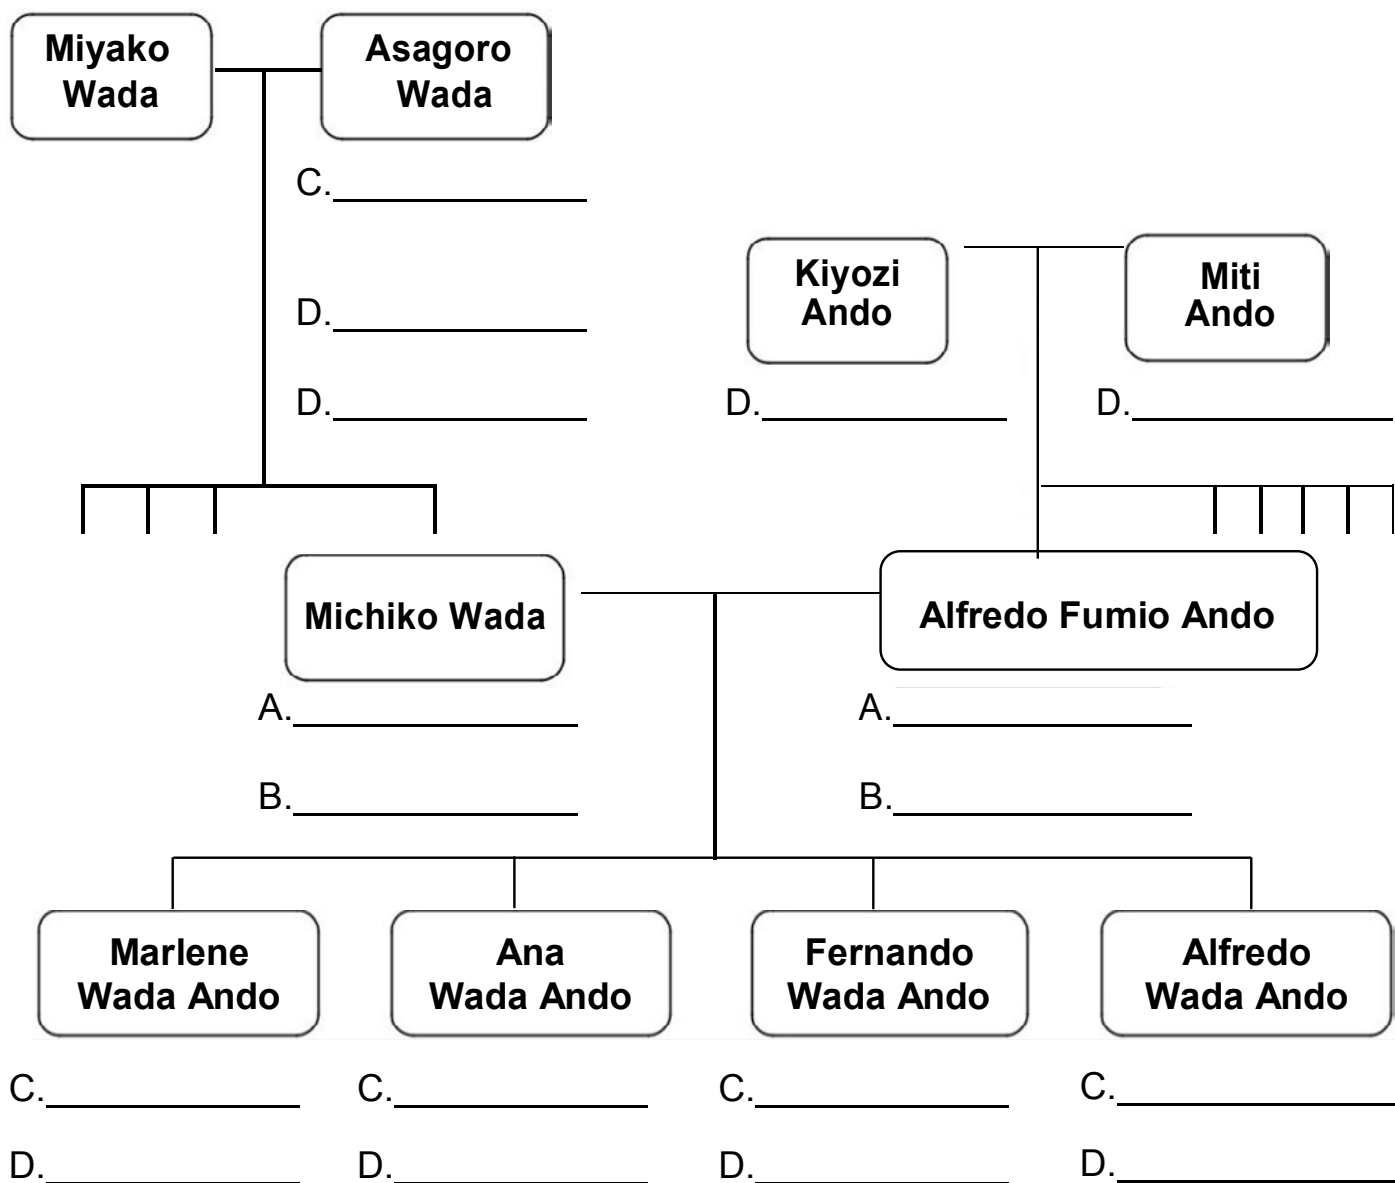 Miyako
Wada
Asagoro
Wada
C.
D.
D.
Kiyozi
Ando
D.
Miti
Ando
D.
Michiko Wada
A.
B.
Alfredo Fumio Ando
A.
B.
Marlene
Wada Ando
C.
D.
Ana
Wada Ando
C.
D.
Fernando
Wada Ando
C.
D.
Alfredo
Wada Ando
C.
D.